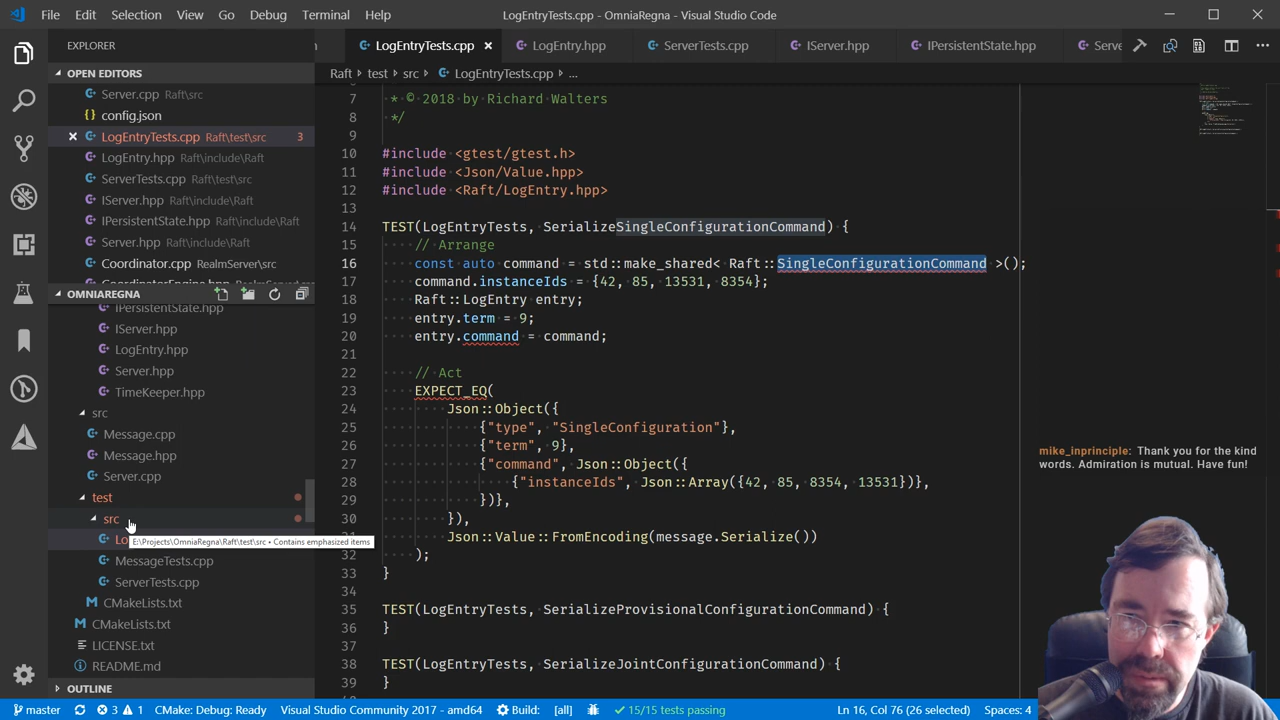 File Edit Selection View Go Debug Terminal Help LogEntryTests.cpp - OmniaRegna - Visual Studio Code
EXPLORER
OPEN EDITORS
Server.cpp Raft\src
config.json
LogEntryTests.cpp Raft\test\src 3
LogEntry.hpp Raft\include\Raft
ServerTests.cpp Raft\test\src
IServer.hpp Raft\include\Raft
IPersistentState.hpp Raft\include\Raft
Server.hpp Raft\include\Raft
Coordinator.cpp RealmServer\src
CoordinatorEngine.hpp RealmServer\src
OMNIAREGNA
IPersistentState.hpp
IServer.hpp
LogEntry.hpp
Server.hpp
TimeKeeper.hpp
src
Message.cpp
Message.hpp
Server.cpp
test
src
Lo
E:\Projects\OmniaRegna\Raft\test\src • Contains emphasized items
MessageTests.cpp
ServerTests.cpp
CMakeLists.txt
CMakeLists.txt
LICENSE.txt
README.md
OUTLINE
LogEntryTests.cpp LogEntry.hpp ServerTests.cpp IServer.hpp IPersistentState.hpp Serve
Raft test src LogEntryTests.cpp ...
7 * © 2018 by Richard Walters
8 */
9
10 #include <gtest/gtest.h>
11 #include <Json/Value.hpp>
12 #include <Raft/LogEntry.hpp>
13
14 TEST(LogEntryTests, SerializeSingleConfigurationCommand) {
15 // Arrange
16 const auto command = std::make_shared< Raft::SingleConfigurationCommand >();
17 command.instanceIds = {42, 85, 13531, 8354};
18 Raft::LogEntry entry;
19 entry.term = 9;
20 entry.command = command;
21
22 // Act
23 EXPECT_EQ(
24 Json::Object({
25 {"type", "SingleConfiguration"},
26 {"term", 9},
27 {"command", Json::Object({
28 {"instanceIds", Json::Array({42, 85, 8354, 13531})},
29 })},
30 }),
31 Json::Value::FromEncoding(message.Serialize())
32 );
33 }
34
35 TEST(LogEntryTests, SerializeProvisionalConfigurationCommand) {
36 }
37
38 TEST(LogEntryTests, SerializeJointConfigurationCommand) {
39 }
mike_inprinciple: Thank you for the kind
words. Admiration is mutual. Have fun!
master 3 1 CMake: Debug: Ready Visual Studio Community 2017 - amd64 Build: [all] 15/15 tests passing Ln 16, Col 76 (26 selected) Spaces: 4